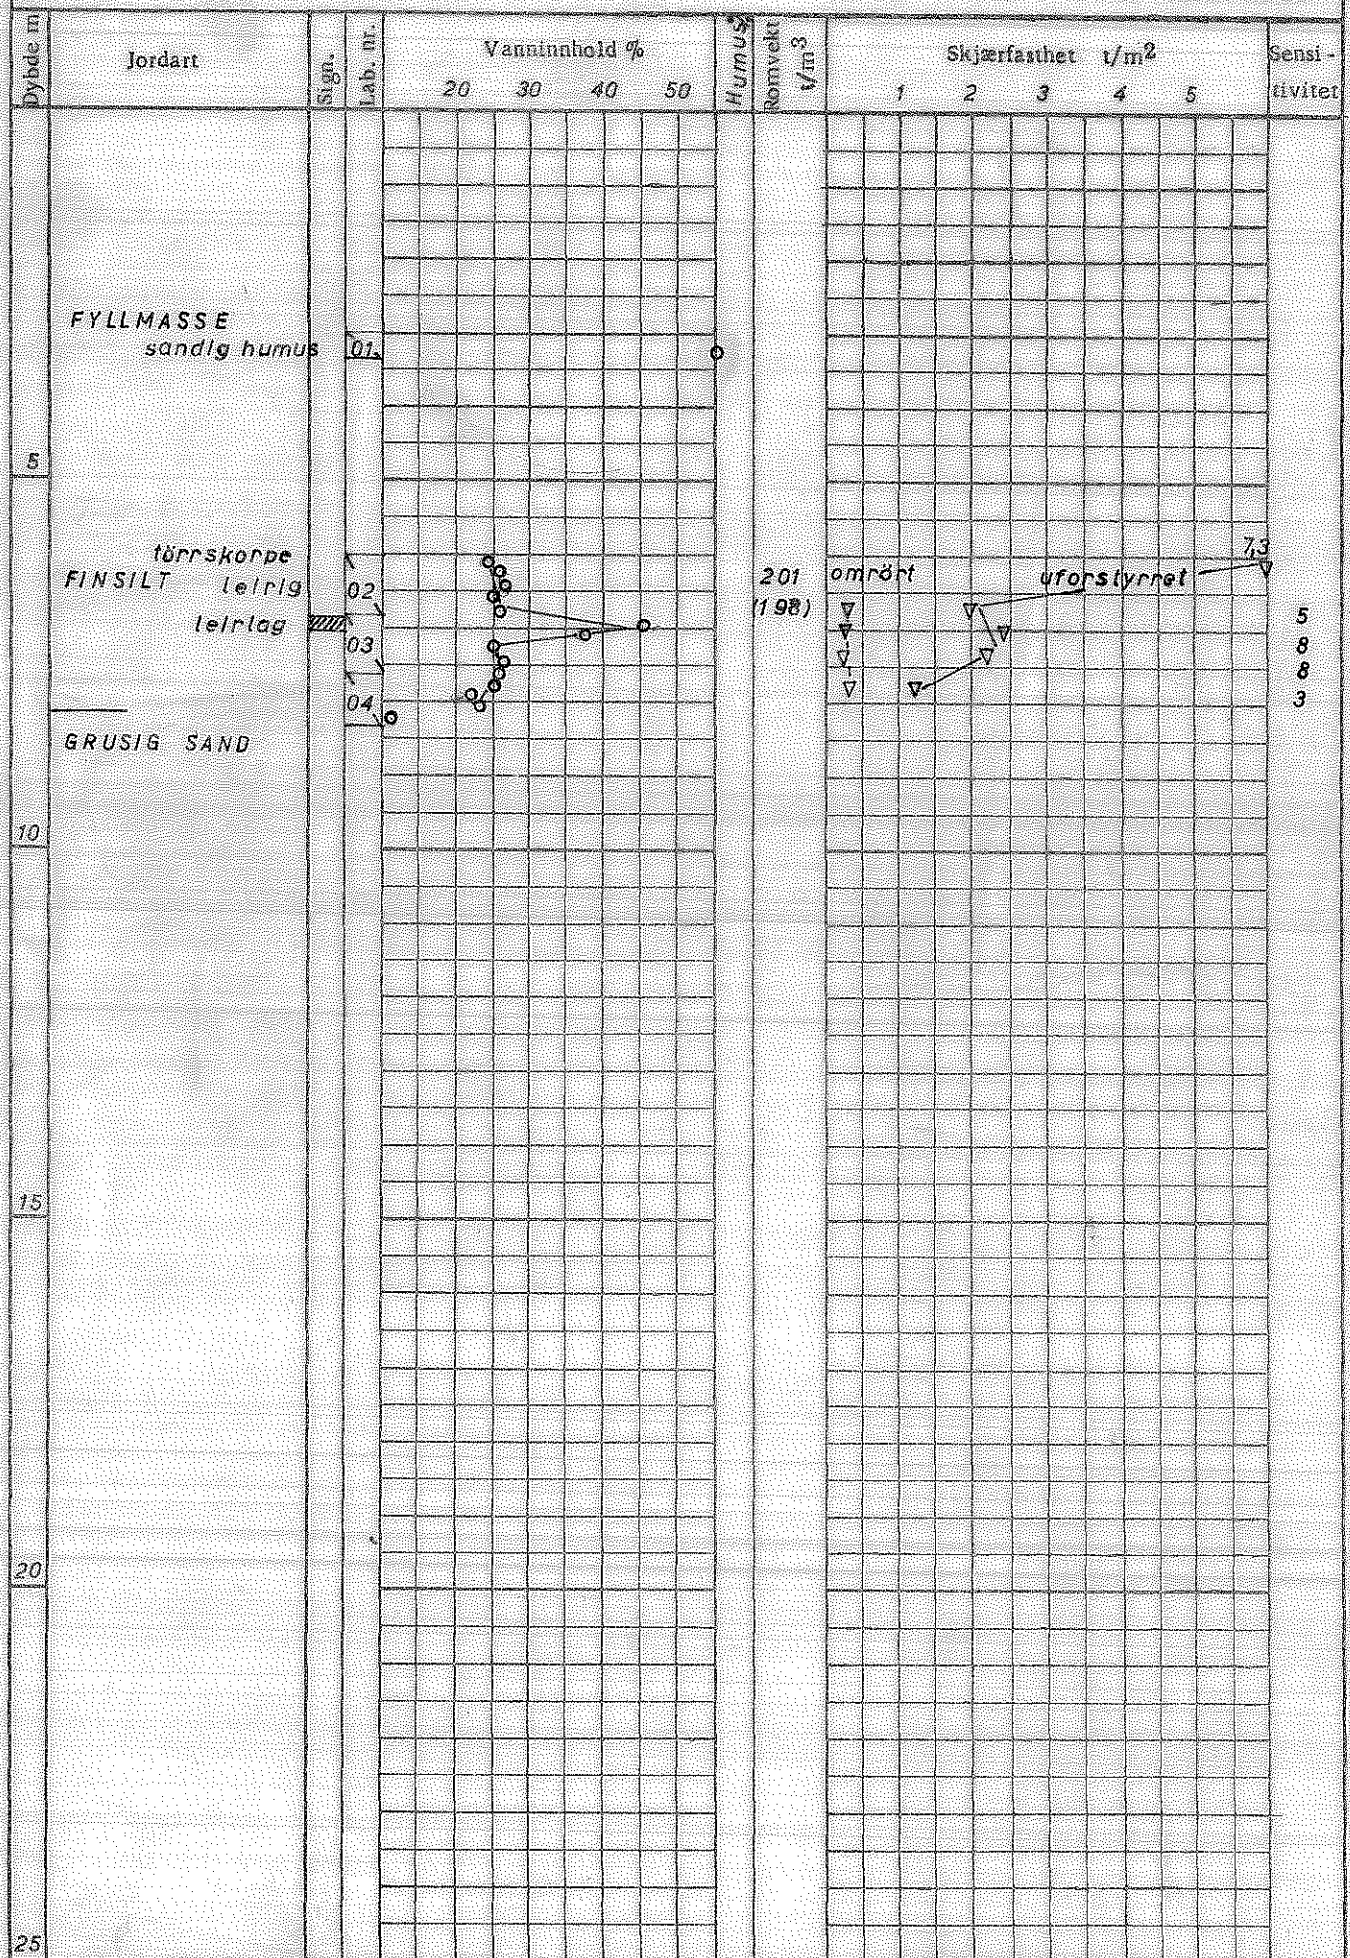 Dybde m Jordart Sign. Lab. nr. Vanninnhold % Humus% Romvekt t/m³ Skjærfasthet t/m² Sensi-tivitet
20 30 40 50 1 2 3 4 5
FYLLMASSE
sandig humus 01
5
7,3
törrskorpe
FINSILT leirig 02 201 omrört uforstyrret
(198) 5
leirlag
03 8
8
04 3
GRUSIG SAND
10
15
20
25